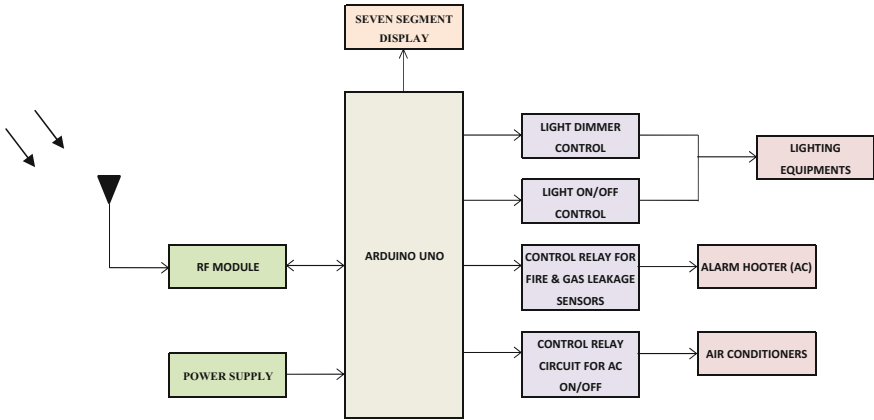 SEVEN SEGMENT
DISPLAY
LIGHT DIMMER
CONTROL
LIGHTING
EQUIPMENTS
LIGHT ON/OFF
CONTROL
RF MODULE
ARDUINO UNO
CONTROL RELAY FOR
FIRE & GAS LEAKAGE
SENSORS
ALARM HOOTER (AC)
POWER SUPPLY
CONTROL RELAY
CIRCUIT FOR AC
ON/OFF
AIR CONDITIONERS